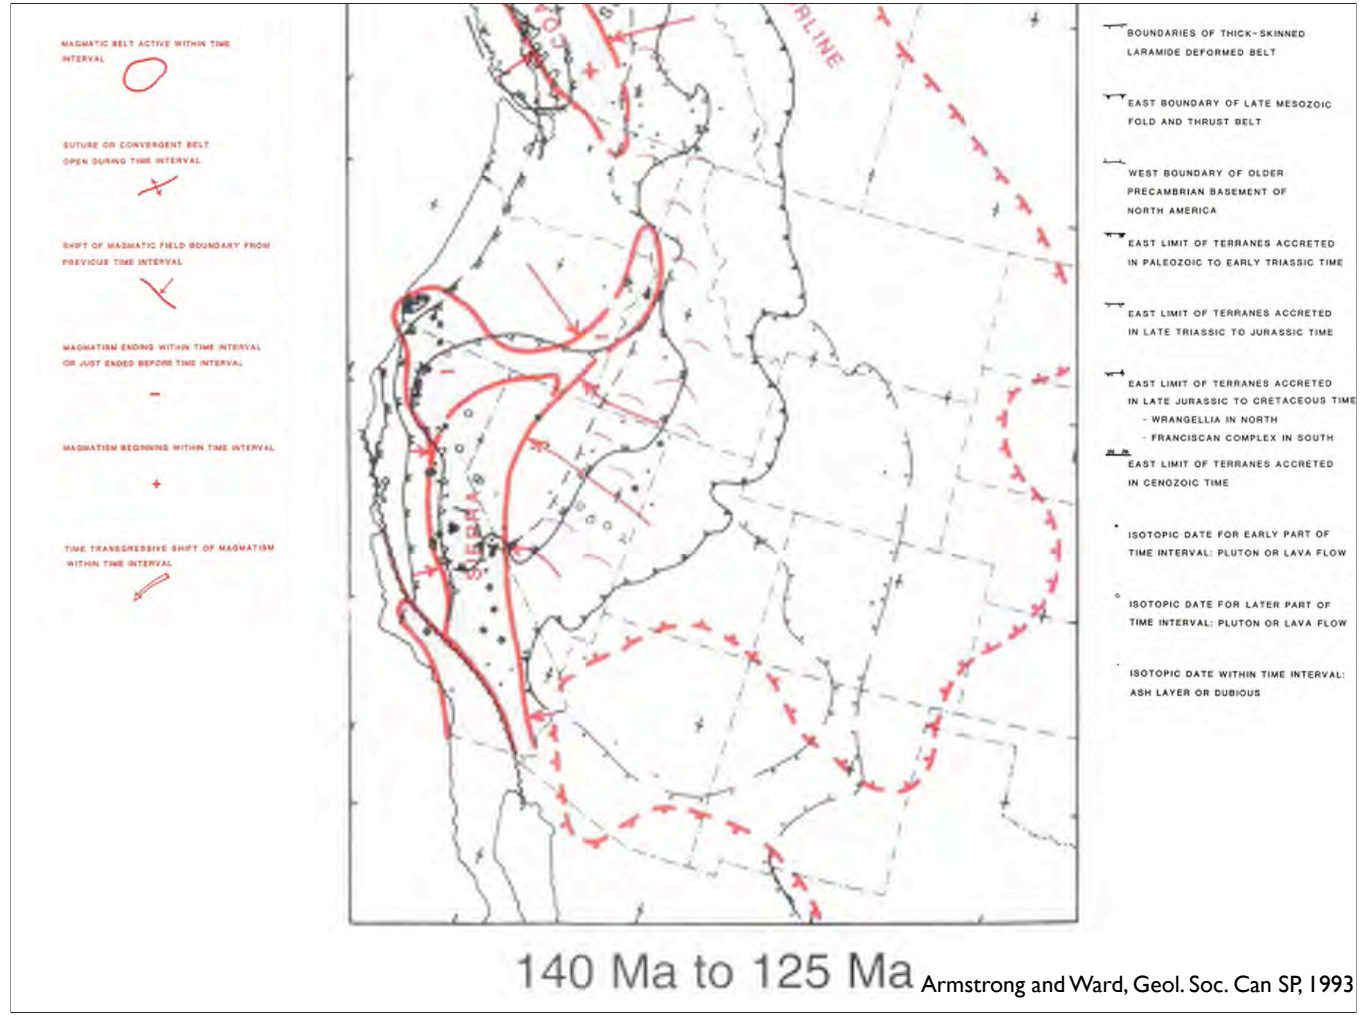 MAGMATIC BELT ACTIVE WITHIN TIME
INTERVAL
SUTURE OR CONVERGENT BELT
OPEN DURING TIME INTERVAL
SHIFT OF MAGMATIC FIELD BOUNDARY FROM
PREVIOUS TIME INTERVAL
MAGMATISM ENDING WITHIN TIME INTERVAL
OR JUST ENDED BEFORE TIME INTERVAL
−
MAGMATISM BEGINNING WITHIN TIME INTERVAL
+
TIME TRANSGRESSIVE SHIFT OF MAGMATISM
WITHIN TIME INTERVAL
RLINE
+
SIERRA
BOUNDARIES OF THICK-SKINNED
LARAMIDE DEFORMED BELT
EAST BOUNDARY OF LATE MESOZOIC
FOLD AND THRUST BELT
WEST BOUNDARY OF OLDER
PRECAMBRIAN BASEMENT OF
NORTH AMERICA
EAST LIMIT OF TERRANES ACCRETED
IN PALEOZOIC TO EARLY TRIASSIC TIME
EAST LIMIT OF TERRANES ACCRETED
IN LATE TRIASSIC TO JURASSIC TIME
EAST LIMIT OF TERRANES ACCRETED
IN LATE JURASSIC TO CRETACEOUS TIME
- WRANGELLIA IN NORTH
- FRANCISCAN COMPLEX IN SOUTH
EAST LIMIT OF TERRANES ACCRETED
IN CENOZOIC TIME
ISOTOPIC DATE FOR EARLY PART OF
TIME INTERVAL: PLUTON OR LAVA FLOW
ISOTOPIC DATE FOR LATER PART OF
TIME INTERVAL: PLUTON OR LAVA FLOW
ISOTOPIC DATE WITHIN TIME INTERVAL:
ASH LAYER OR DUBIOUS
140 Ma to 125 Ma
Armstrong and Ward, Geol. Soc. Can SP, 1993